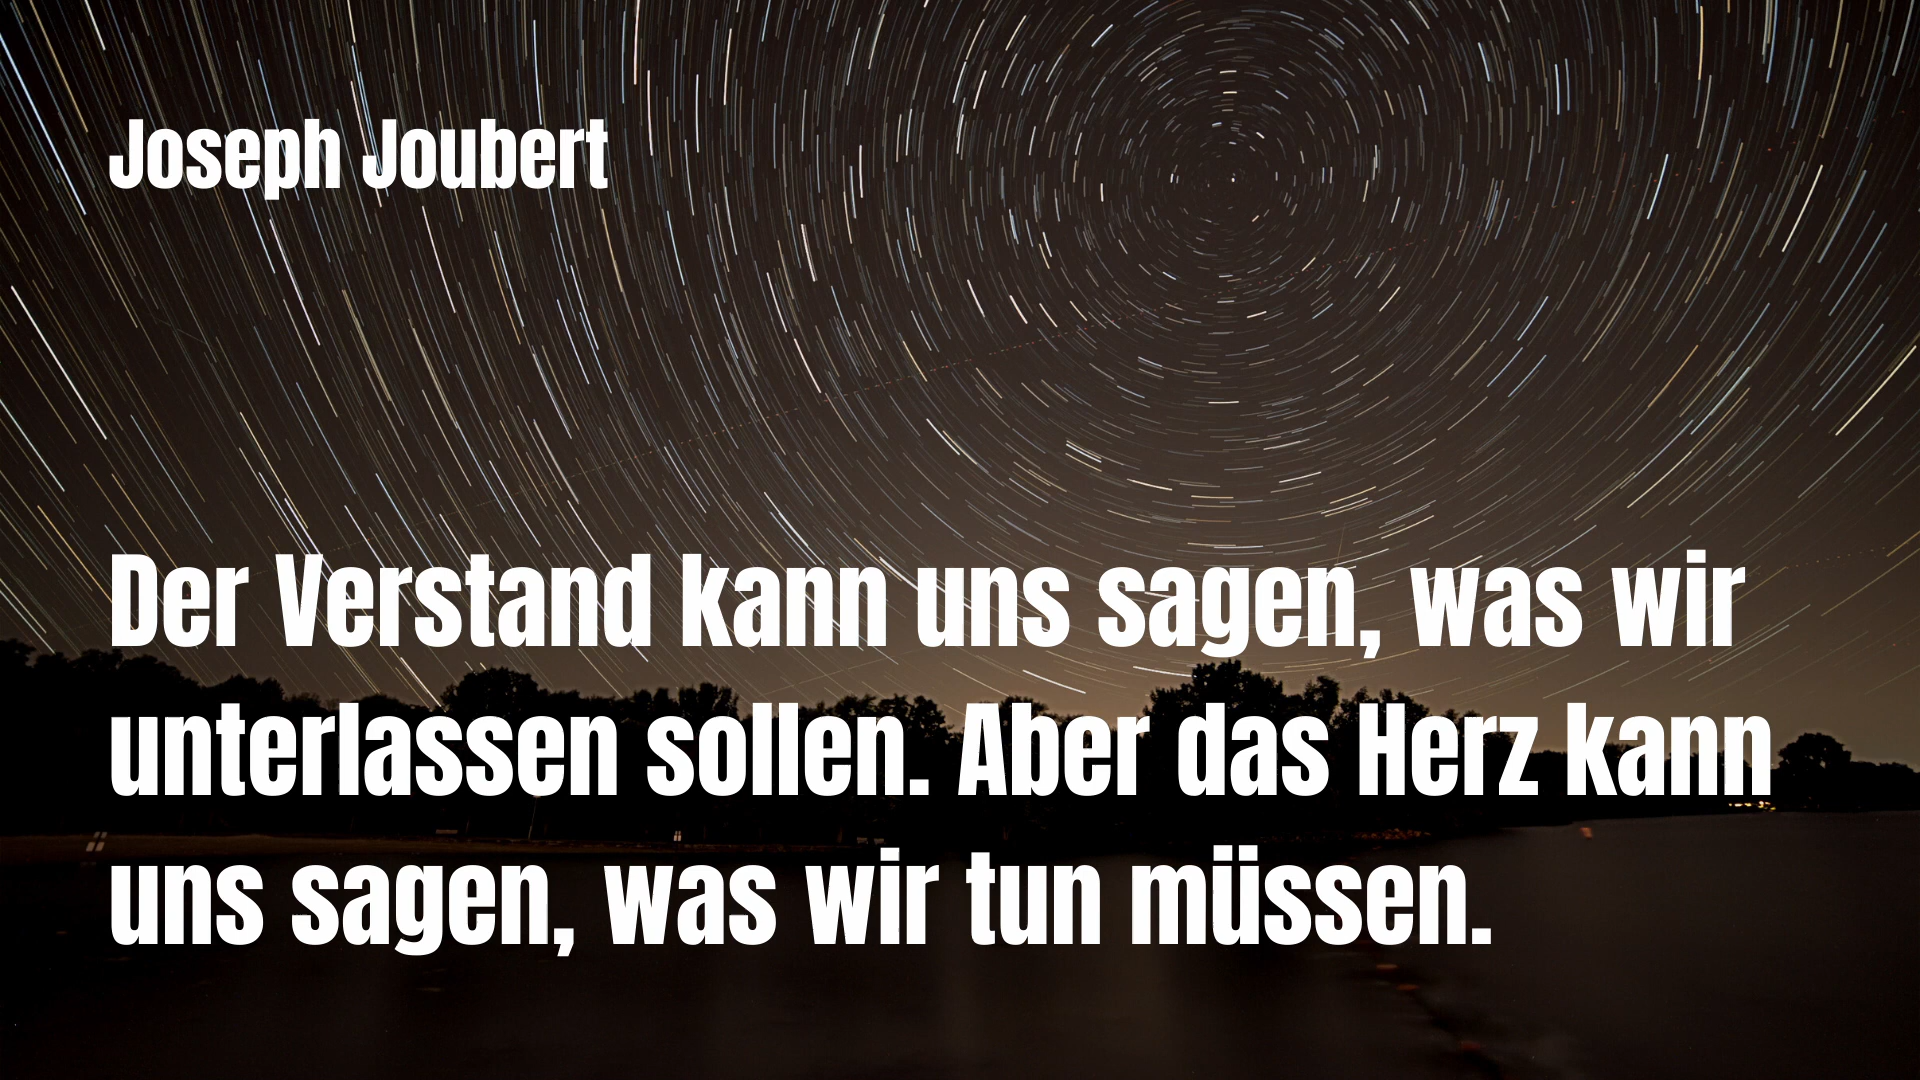 Joseph Joubert
Der Verstand kann uns sagen, was wir
unterlassen sollen. Aber das Herz kann
uns sagen, was wir tun müssen.